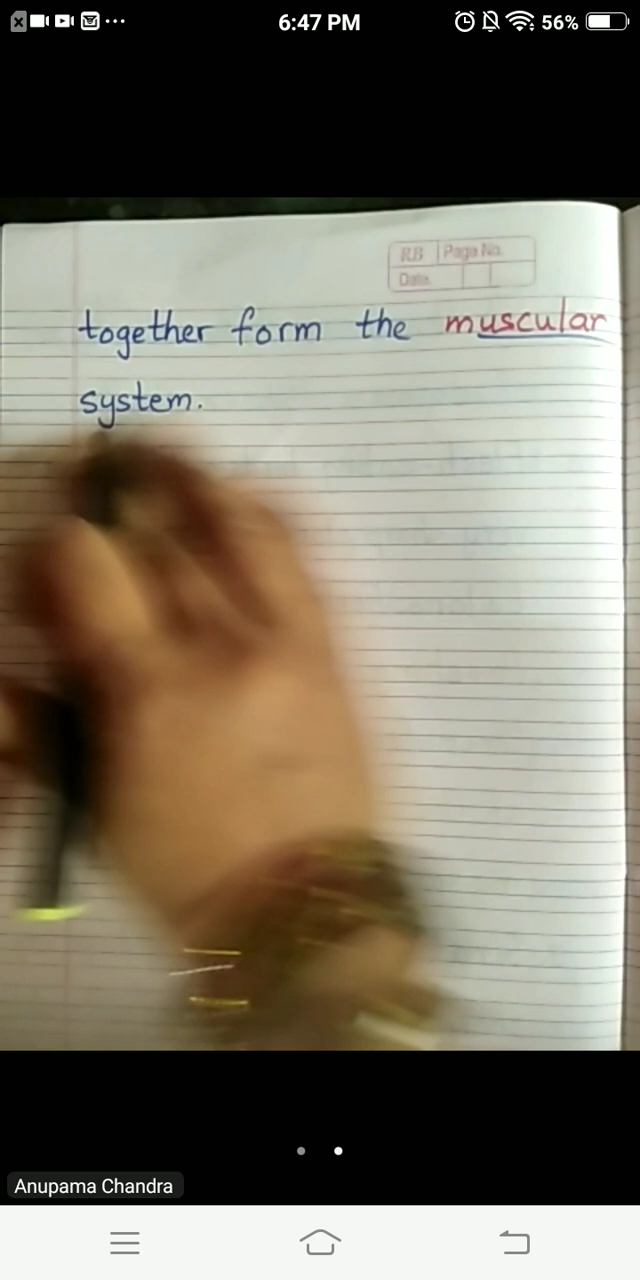 6:47 PM
56%
RB Page No.
Date.
together form the muscular
system.
Anupama Chandra